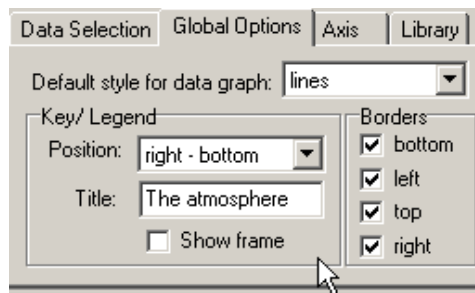 Data Selection Global Options Axis Library
Default style for data graph: lines
Key/ Legend
Position: right - bottom
Title: The atmosphere
Show frame
Borders
bottom
left
top
right